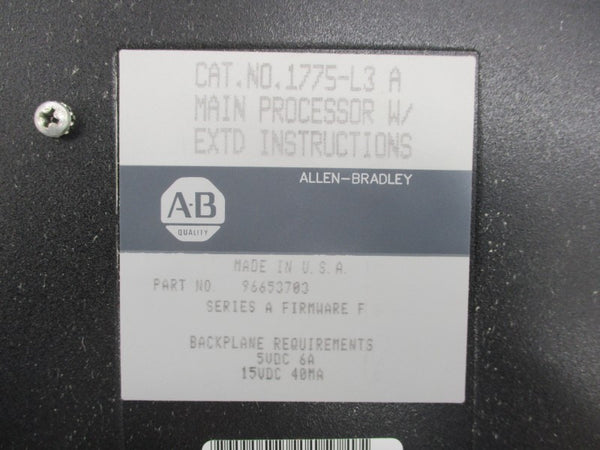 CAT.NO.1775-L3 A
MAIN PROCESSOR W/
EXTD INSTRUCTIONS
ALLEN-BRADLEY
A-B
QUALITY
MADE IN U.S.A.
PART NO 96653703
SERIES A FIRMWARE F
BACKPLANE REQUIREMENTS
5VDC 6A
15VDC 40MA